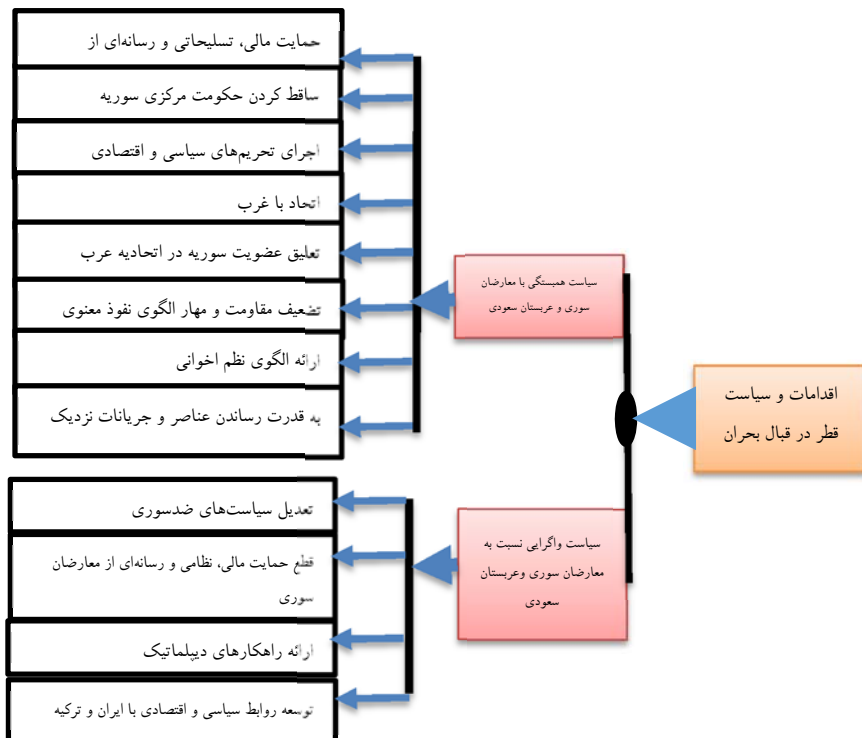 اقدامات و سیاست
قطر در قبال بحران
سیاست همبستگی با معارضان
سوری و عربستان سعودی
حمایت مالی، تسلیحاتی و رسانه‌ای از
ساقط کردن حکومت مرکزی سوریه
اجرای تحریم‌های سیاسی و اقتصادی
اتحاد با غرب
تعلیق عضویت سوریه در اتحادیه عرب
تضعیف مقاومت و مهار الگوی نفوذ معنوی
ارائه الگوی نظم اخوانی
به قدرت رساندن عناصر و جریانات نزدیک
سیاست واگرایی نسبت به
معارضان سوری وعربستان
سعودی
تعدیل سیاست‌های ضدسوری
قطع حمایت مالی، نظامی و رسانه‌ای از معارضان
سوری
ارائه راهکارهای دیپلماتیک
توسعه روابط سیاسی و اقتصادی با ایران و ترکیه